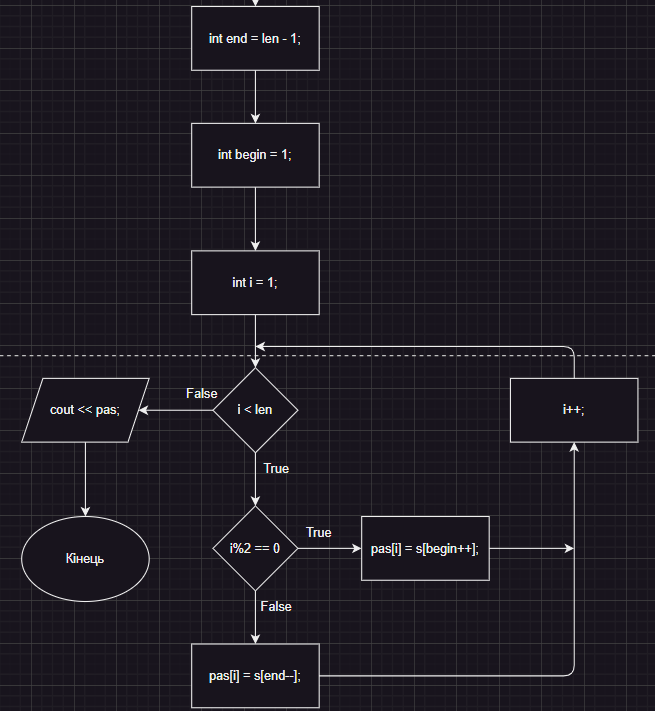 int end = len - 1;
int begin = 1;
int i = 1;
False
i < len
cout << pas;
i++;
True
True
i%2 == 0
pas[i] = s[begin++];
Кінець
False
pas[i] = s[end--];